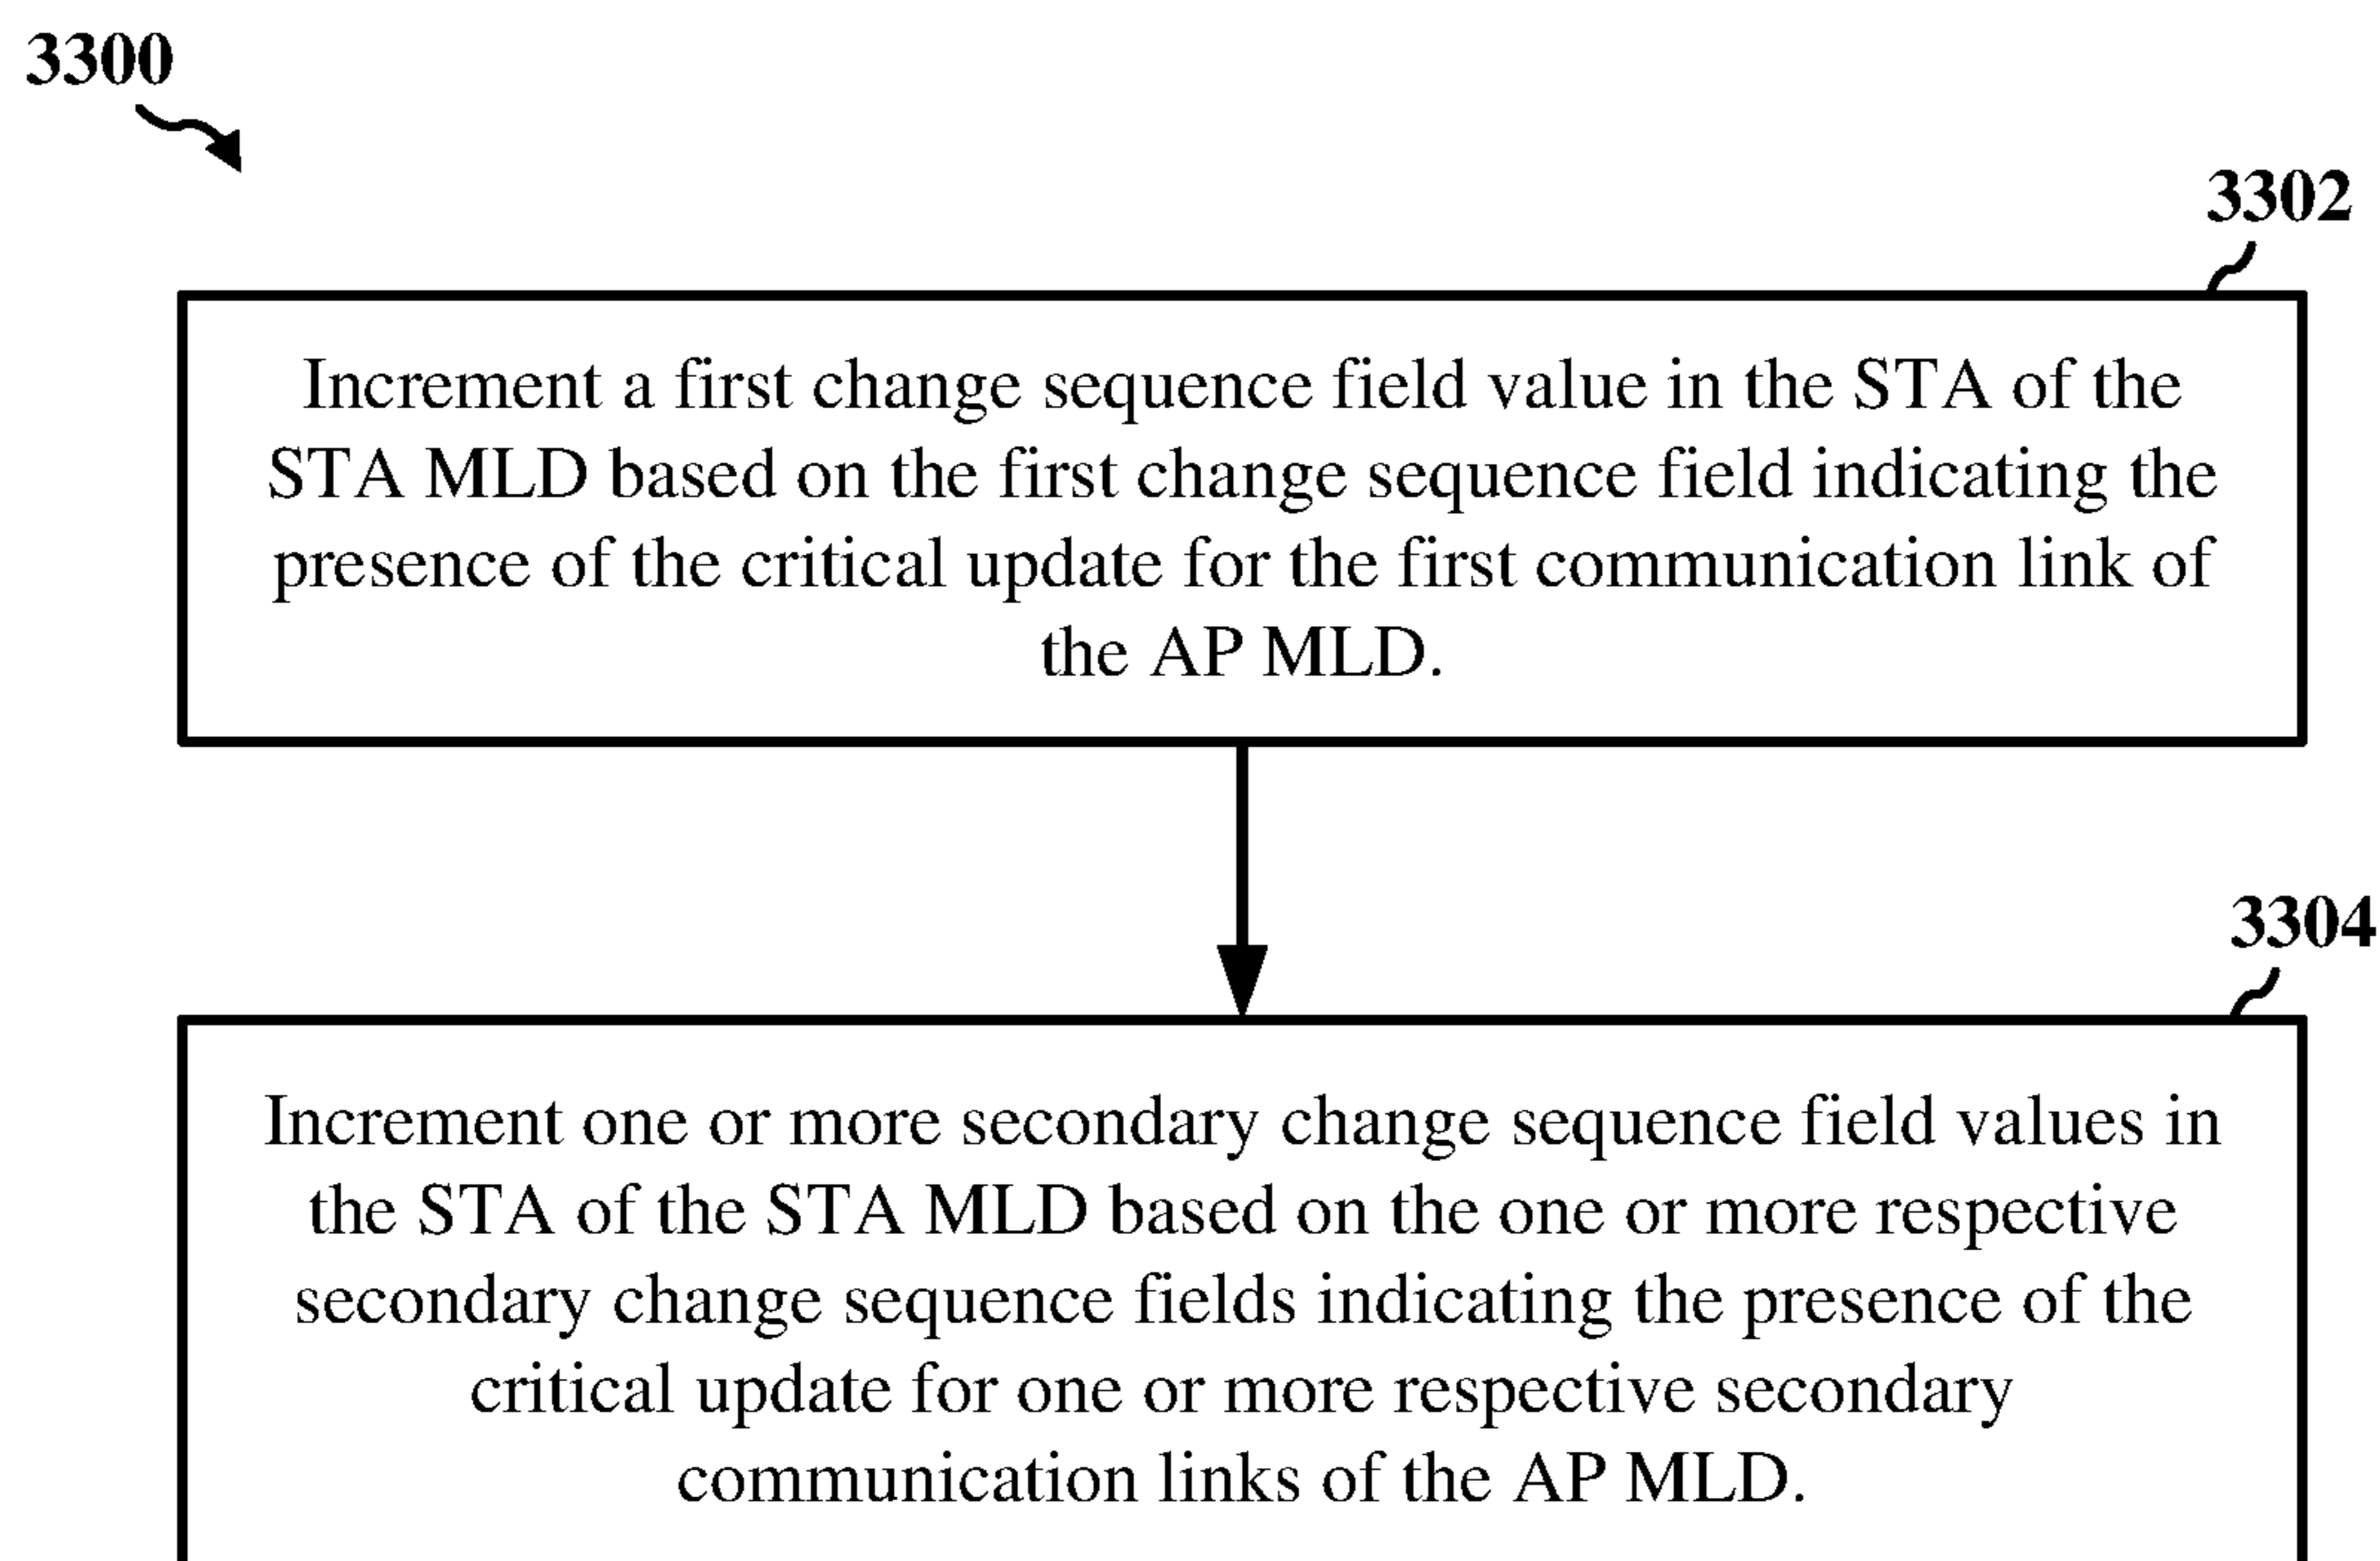 3300
3302
Increment a first change sequence field value in the STA of the
STA MLD based on the first change sequence field indicating the
presence of the critical update for the first communication link of
the AP MLD.
3304
Increment one or more secondary change sequence field values in
the STA of the STA MLD based on the one or more respective
secondary change sequence fields indicating the presence of the
critical update for one or more respective secondary
communication links of the AP MLD.